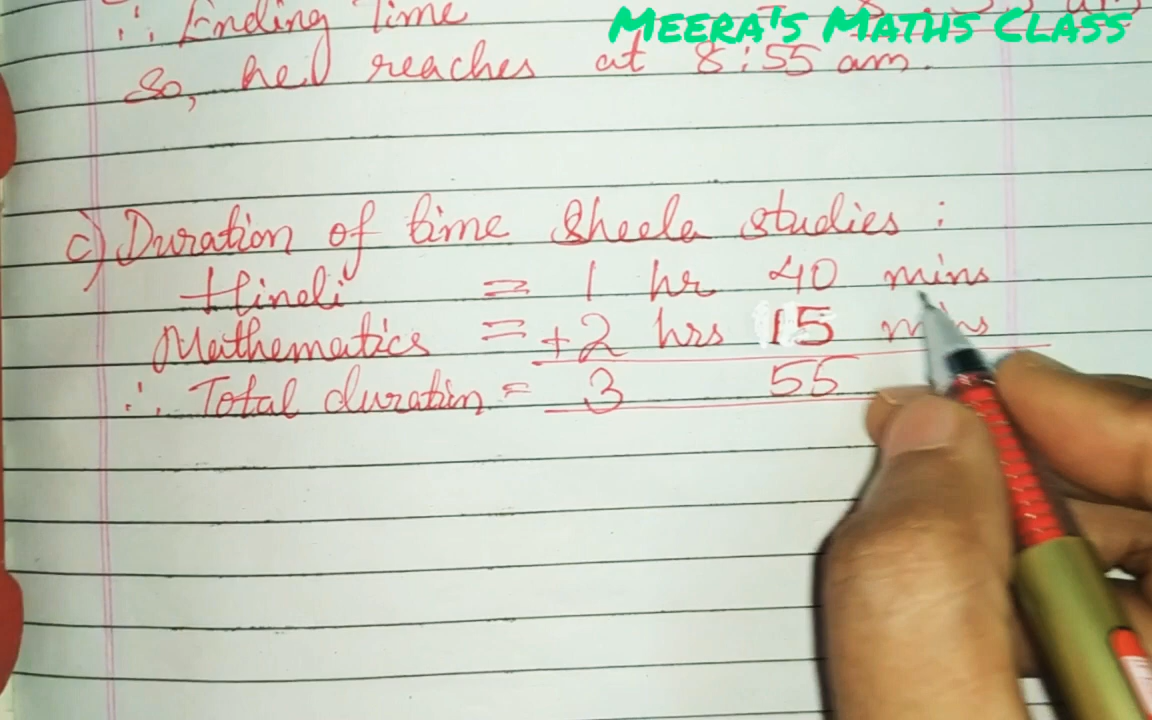 ∴ Ending Time
MEERA'S MATHS CLASS
So, he reaches at 8:55 am.
c) Duration of time Sheela studies :
Hindi = 1 hr 40 mins
Mathematics = +2 hrs 15 mins
∴ Total duration = 3 55